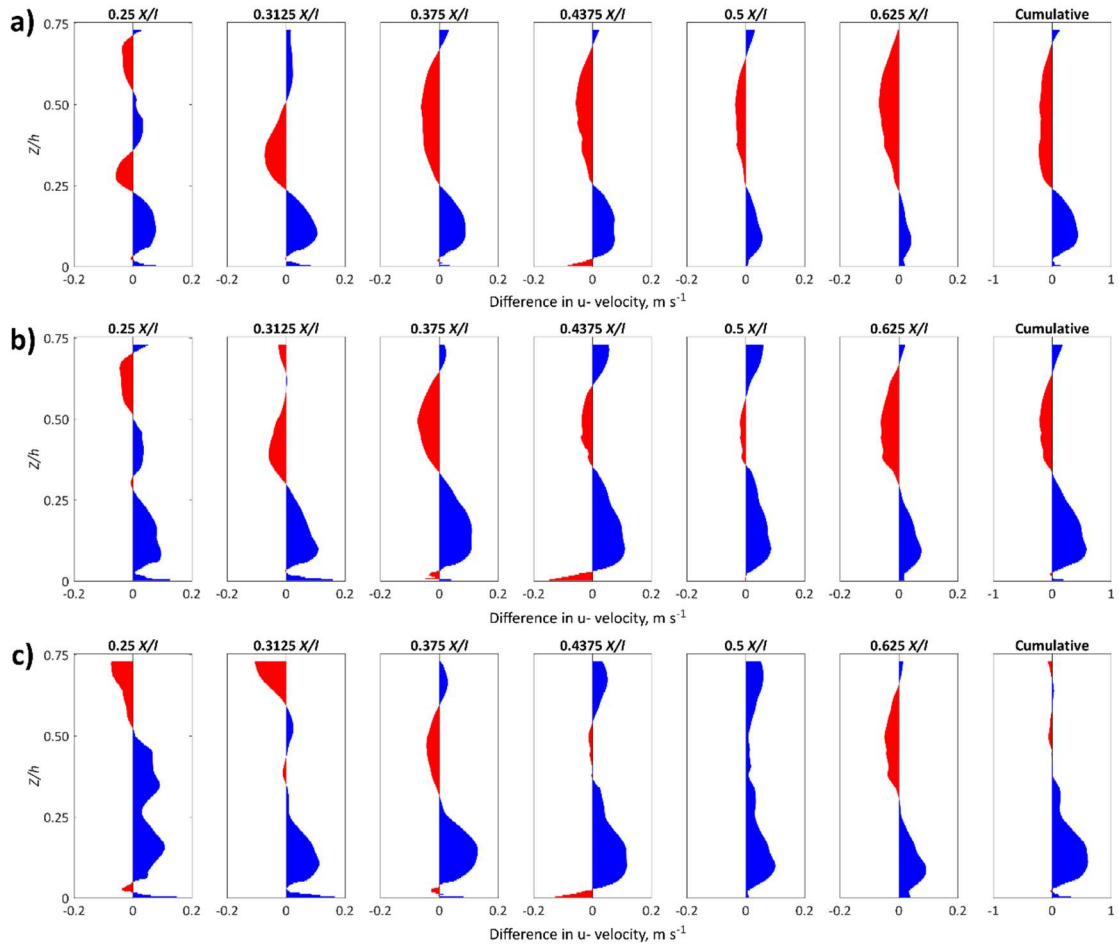 a)
0.25 X/l 0.3125 X/l 0.375 X/l 0.4375 X/l 0.5 X/l 0.625 X/l Cumulative
0.75
0.50
Z/h
0.25
0
-0.2 0 0.2 -0.2 0 0.2 -0.2 0 0.2 -0.2 0 0.2 -0.2 0 0.2 -0.2 0 0.2 -1 0 1
Difference in u- velocity, m s-1
b)
0.25 X/l 0.3125 X/l 0.375 X/l 0.4375 X/l 0.5 X/l 0.625 X/l Cumulative
0.75
0.50
Z/h
0.25
0
-0.2 0 0.2 -0.2 0 0.2 -0.2 0 0.2 -0.2 0 0.2 -0.2 0 0.2 -0.2 0 0.2 -1 0 1
Difference in u- velocity, m s-1
c)
0.25 X/l 0.3125 X/l 0.375 X/l 0.4375 X/l 0.5 X/l 0.625 X/l Cumulative
0.75
0.50
Z/h
0.25
0
-0.2 0 0.2 -0.2 0 0.2 -0.2 0 0.2 -0.2 0 0.2 -0.2 0 0.2 -0.2 0 0.2 -1 0 1
Difference in u- velocity, m s-1